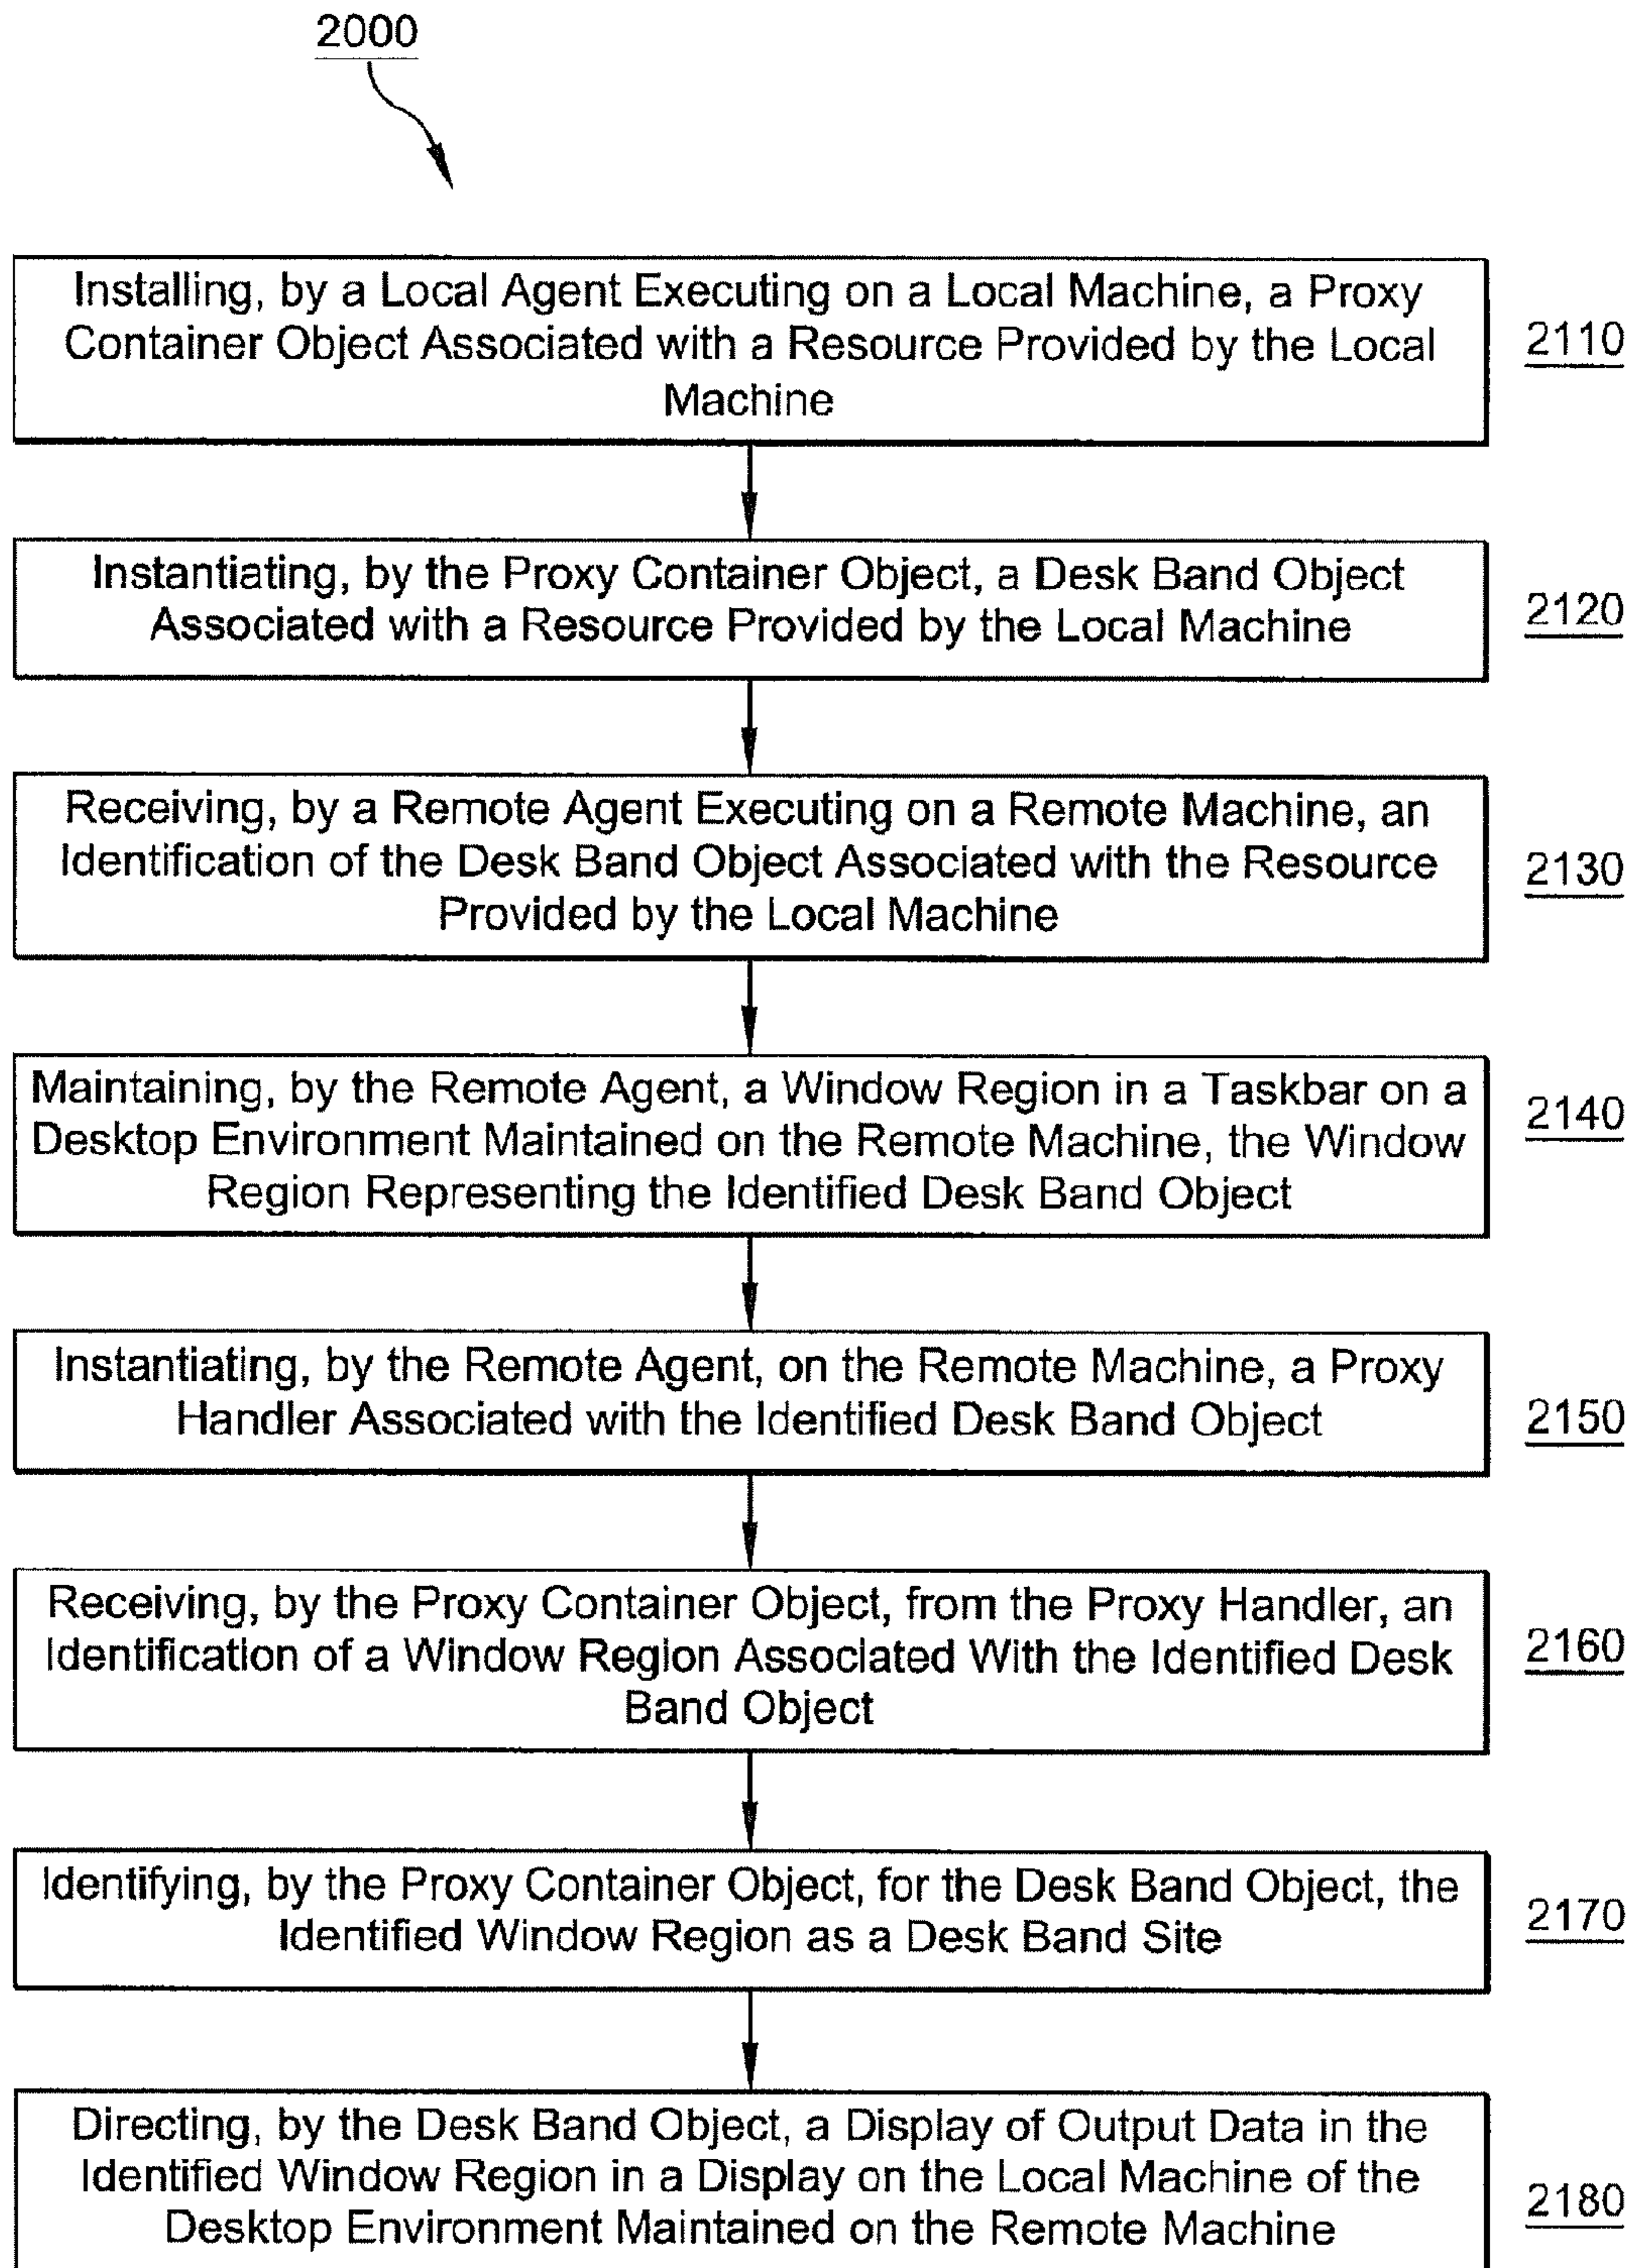 2000
Installing, by a Local Agent Executing on a Local Machine, a Proxy
Container Object Associated with a Resource Provided by the Local
Machine
2110
Instantiating, by the Proxy Container Object, a Desk Band Object
Associated with a Resource Provided by the Local Machine
2120
Receiving, by a Remote Agent Executing on a Remote Machine, an
Identification of the Desk Band Object Associated with the Resource
Provided by the Local Machine
2130
Maintaining, by the Remote Agent, a Window Region in a Taskbar on a
Desktop Environment Maintained on the Remote Machine, the Window
Region Representing the Identified Desk Band Object
2140
Instantiating, by the Remote Agent, on the Remote Machine, a Proxy
Handler Associated with the Identified Desk Band Object
2150
Receiving, by the Proxy Container Object, from the Proxy Handler, an
Identification of a Window Region Associated With the Identified Desk
Band Object
2160
Identifying, by the Proxy Container Object, for the Desk Band Object, the
Identified Window Region as a Desk Band Site
2170
Directing, by the Desk Band Object, a Display of Output Data in the
Identified Window Region in a Display on the Local Machine of the
Desktop Environment Maintained on the Remote Machine
2180